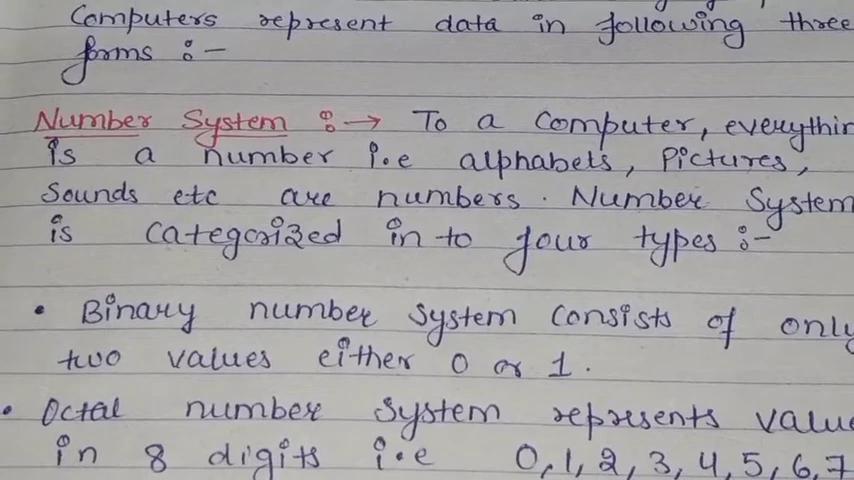 Computers represent data in following three
forms :-
Number System :→ To a Computer, everythin
is a number i.e alphabets, Pictures,
Sounds etc are numbers. Number System
is Categorized in to four types :-
• Binary number system consists of only
two values either 0 or 1.
• Octal number system represents value
in 8 digits i.e 0,1,2,3,4,5,6,7